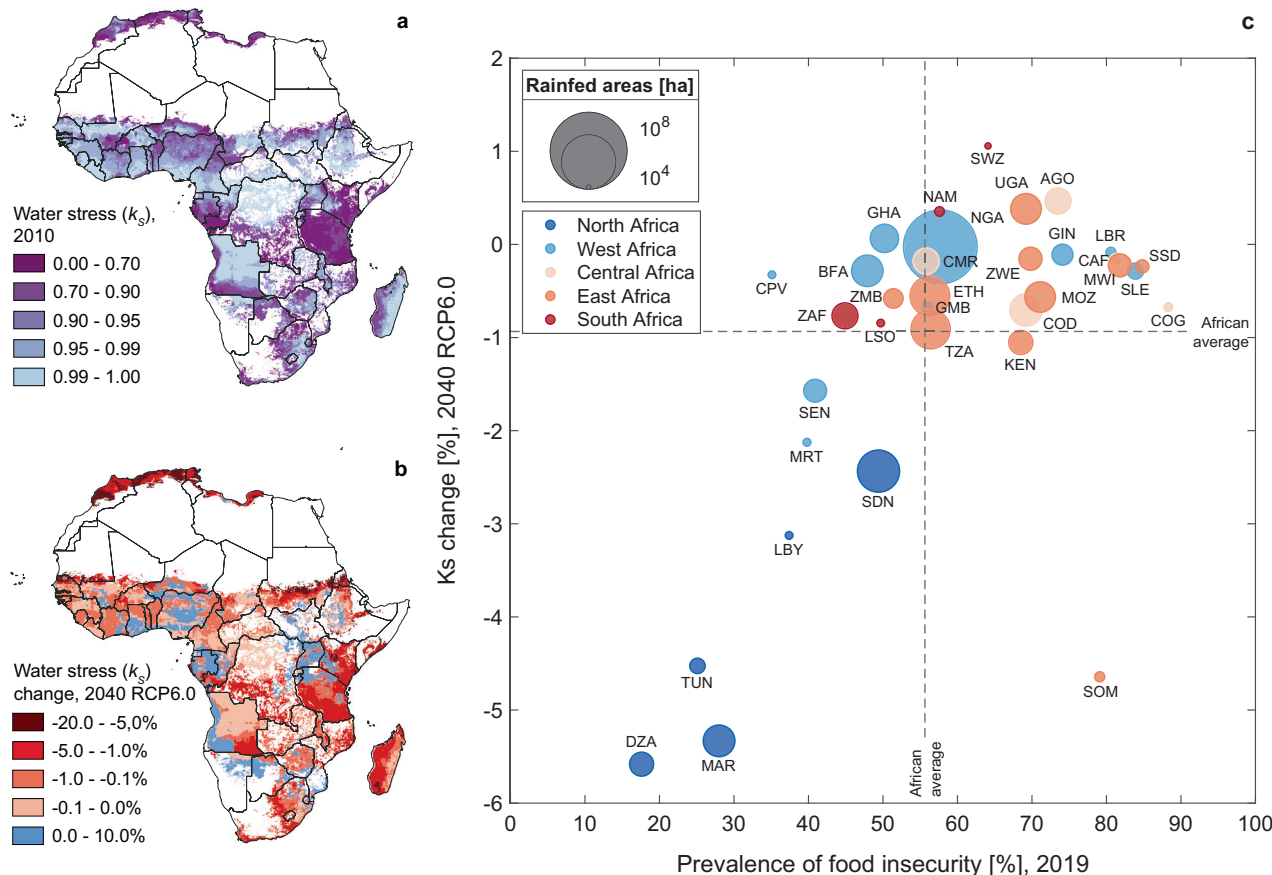 a
Water stress (ks),
2010
0.00 - 0.70
0.70 - 0.90
0.90 - 0.95
0.95 - 0.99
0.99 - 1.00
b
Water stress (ks)
change, 2040 RCP6.0
-20.0 - -5,0%
-5.0 - -1.0%
-1.0 - -0.1%
-0.1 - 0.0%
0.0 - 10.0%
c
Ks change [%], 2040 RCP6.0
2
1
0
-1
-2
-3
-4
-5
-6
Rainfed areas [ha]
10^8
10^4
North Africa
West Africa
Central Africa
East Africa
South Africa
SWZ
UGA
AGO
NAM
NGA
GHA
GIN
LBR
SSD
CAF
CMR
BFA
ZWE
MWI
SLE
CPV
ETH
ZMB
MOZ
GMB
ZAF
COD
COG
LSO
TZA
KEN
African
average
SEN
MRT
SDN
LBY
TUN
SOM
DZA
MAR
African
average
0
10
20
30
40
50
60
70
80
90
100
Prevalence of food insecurity [%], 2019